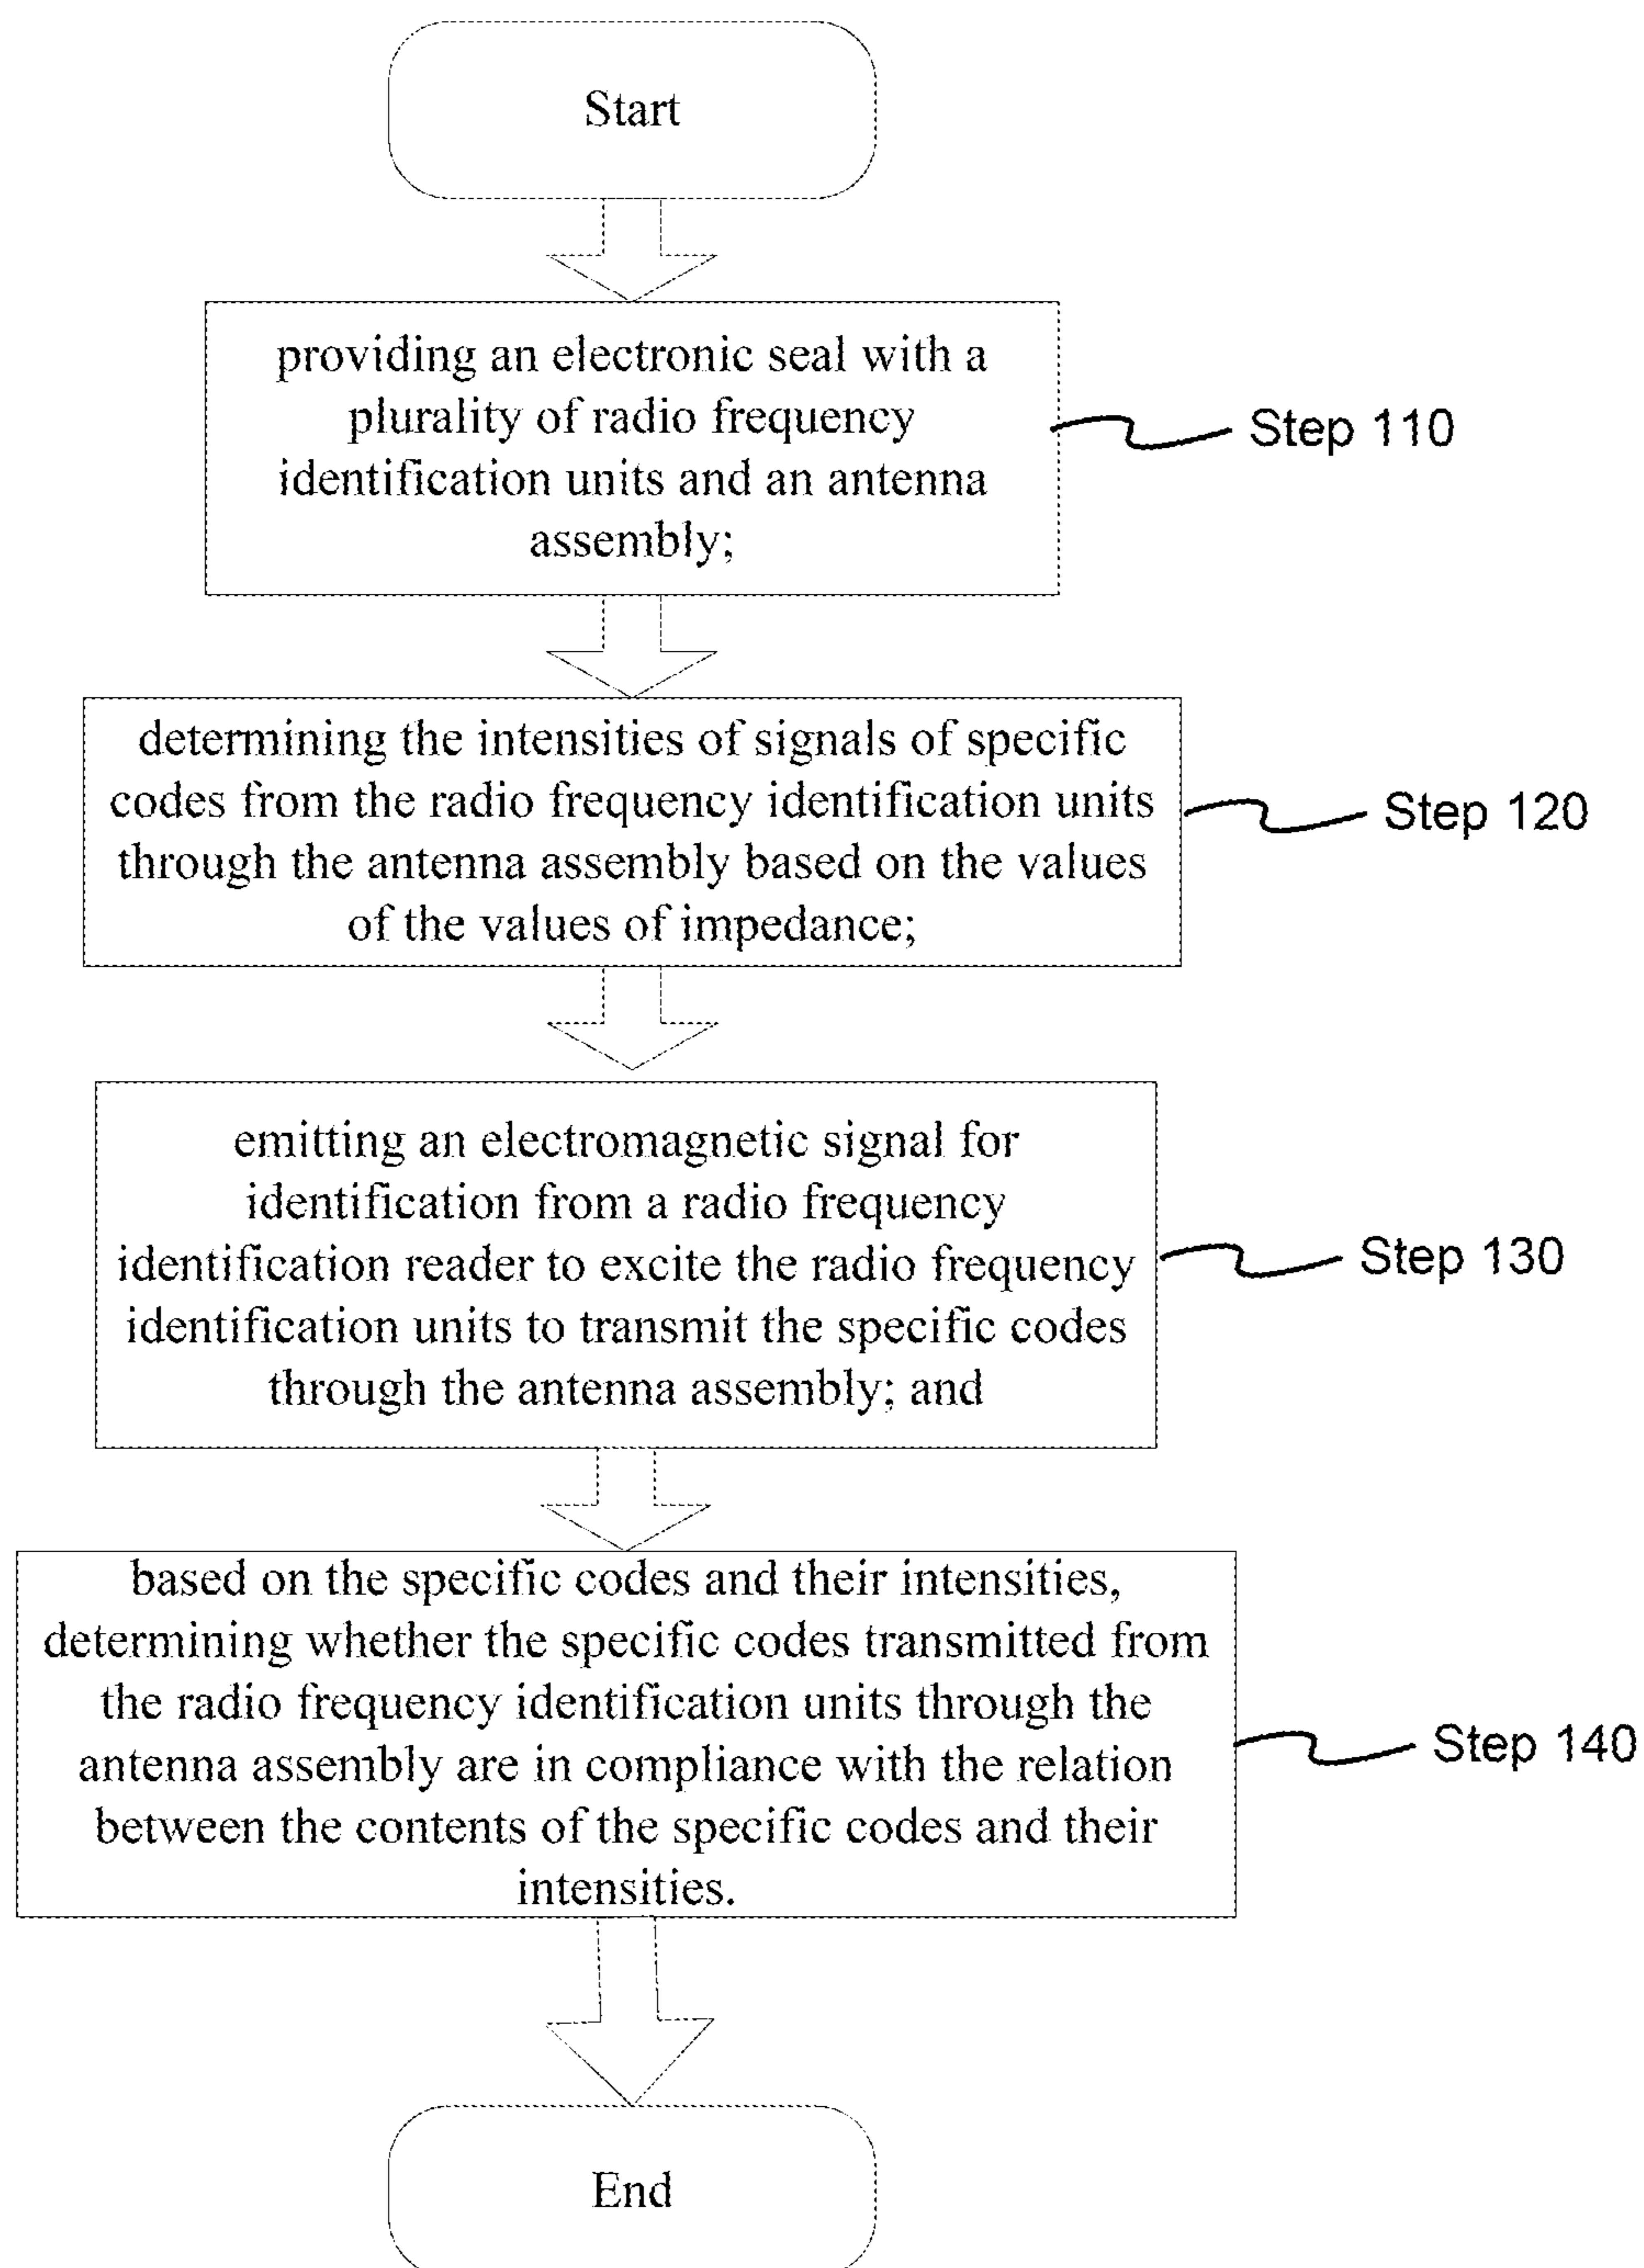 Start
providing an electronic seal with a
plurality of radio frequency
identification units and an antenna
assembly;
Step 110
determining the intensities of signals of specific
codes from the radio frequency identification units
through the antenna assembly based on the values
of the values of impedance;
Step 120
emitting an electromagnetic signal for
identification from a radio frequency
identification reader to excite the radio frequency
identification units to transmit the specific codes
through the antenna assembly; and
Step 130
based on the specific codes and their intensities,
determining whether the specific codes transmitted from
the radio frequency identification units through the
antenna assembly are in compliance with the relation
between the contents of the specific codes and their
intensities.
Step 140
End